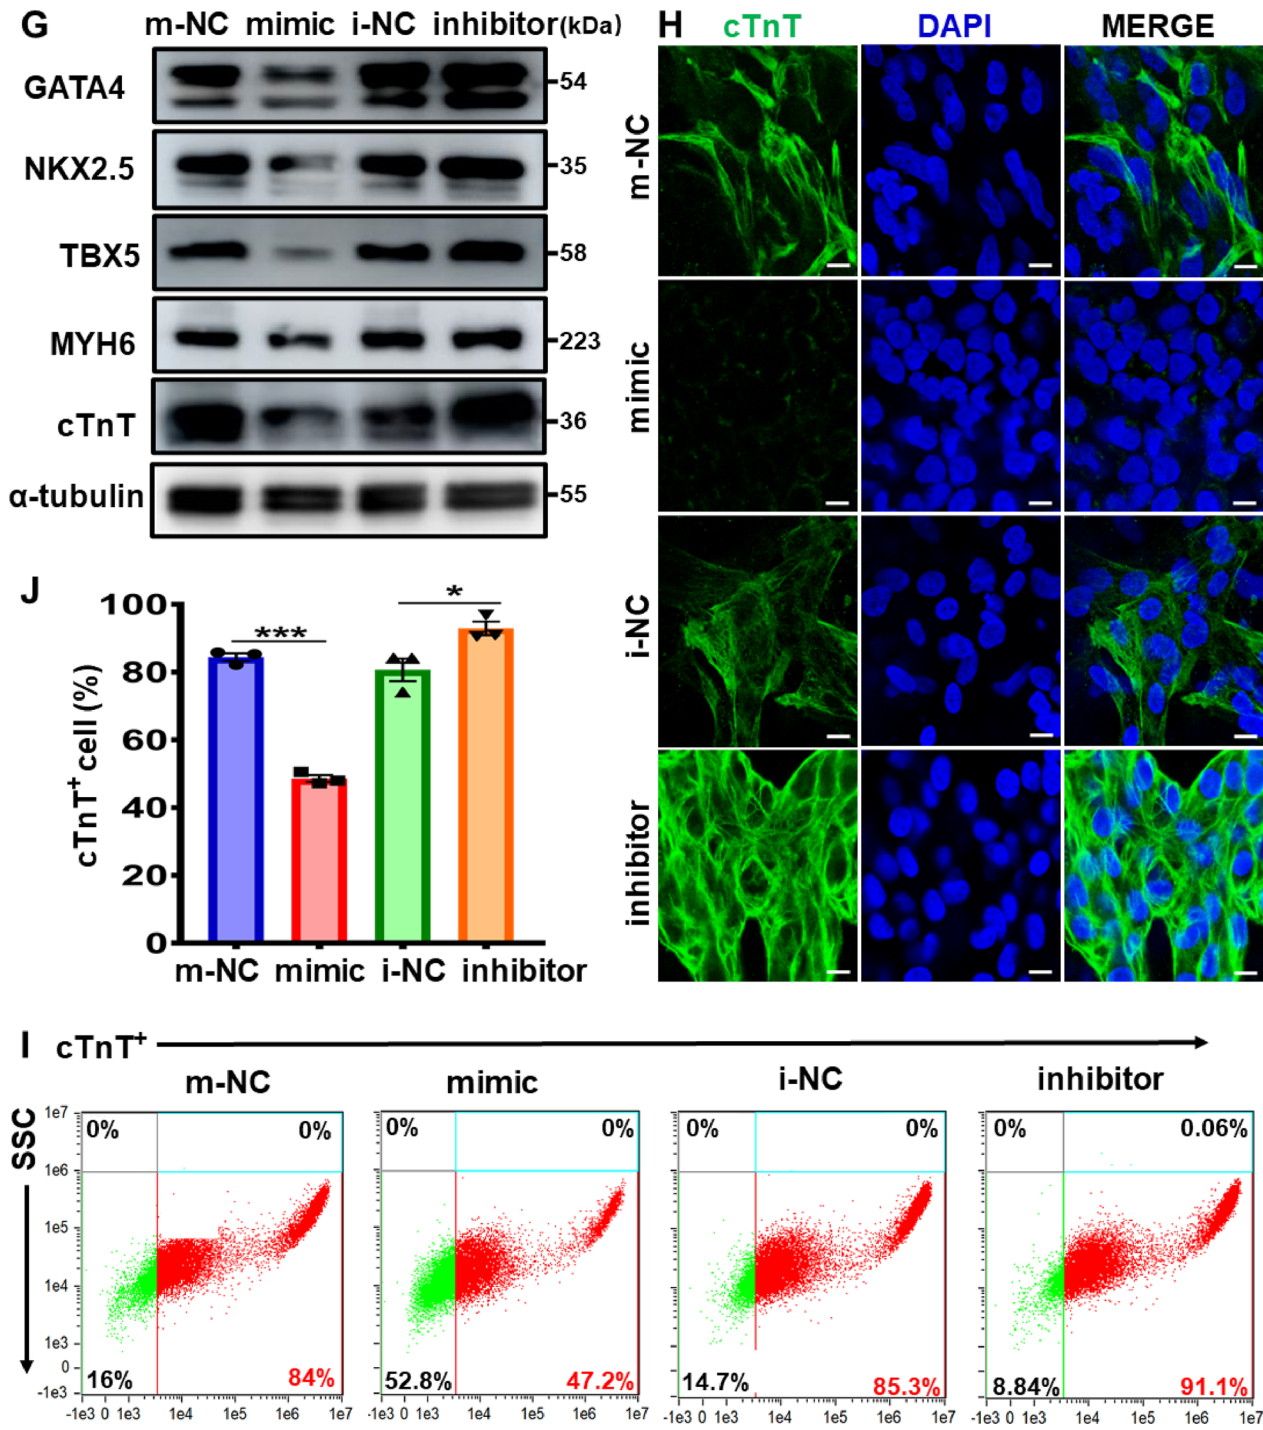 G
m-NC mimic i-NC inhibitor (kDa)
GATA4
54
NKX2.5
35
TBX5
58
MYH6
223
cTnT
36
α-tubulin
55
H
cTnT DAPI MERGE
m-NC
mimic
i-NC
inhibitor
J
cTnT+ cell (%)
100
80
60
40
20
0
***
*
m-NC mimic i-NC inhibitor
I
cTnT+
m-NC mimic i-NC inhibitor
SSC
1e7
1e6
1e5
1e4
1e3
0
-1e3
0% 0%
16% 84%
-1e3 0 1e3 1e4 1e5 1e6 1e7
0% 0%
52.8% 47.2%
-1e3 0 1e3 1e4 1e5 1e6 1e7
0% 0%
14.7% 85.3%
-1e3 0 1e3 1e4 1e5 1e6 1e7
0% 0.06%
8.84% 91.1%
-1e3 0 1e3 1e4 1e5 1e6 1e7